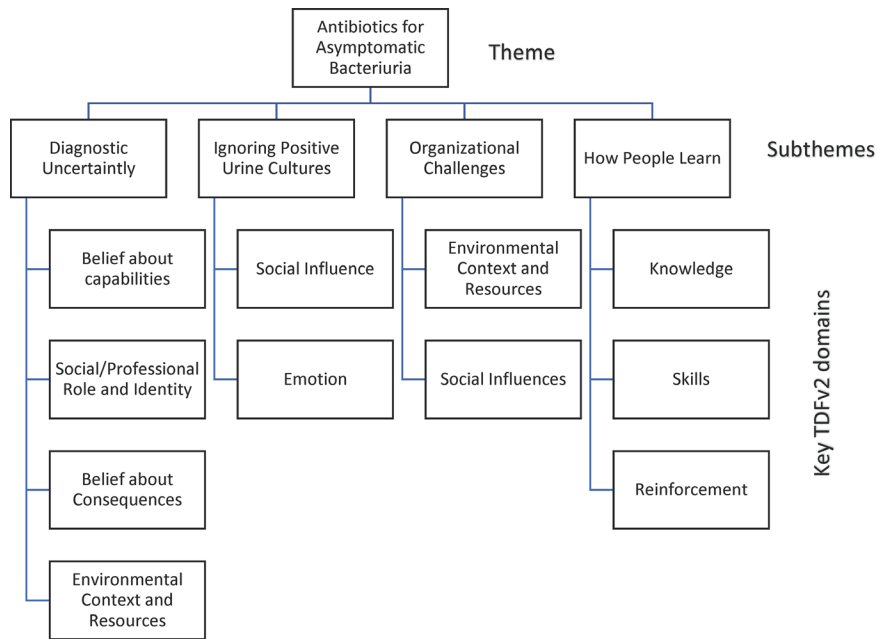 Antibiotics for
Asymptomatic
Bacteriuria
Theme
Diagnostic
Uncertaintly
Ignoring Positive
Urine Cultures
Organizational
Challenges
How People Learn
Subthemes
Belief about
capabilities
Social/Professional
Role and Identity
Belief about
Consequences
Environmental
Context and
Resources
Social Influence
Emotion
Environmental
Context and
Resources
Social Influences
Knowledge
Skills
Reinforcement
Key TDFv2 domains